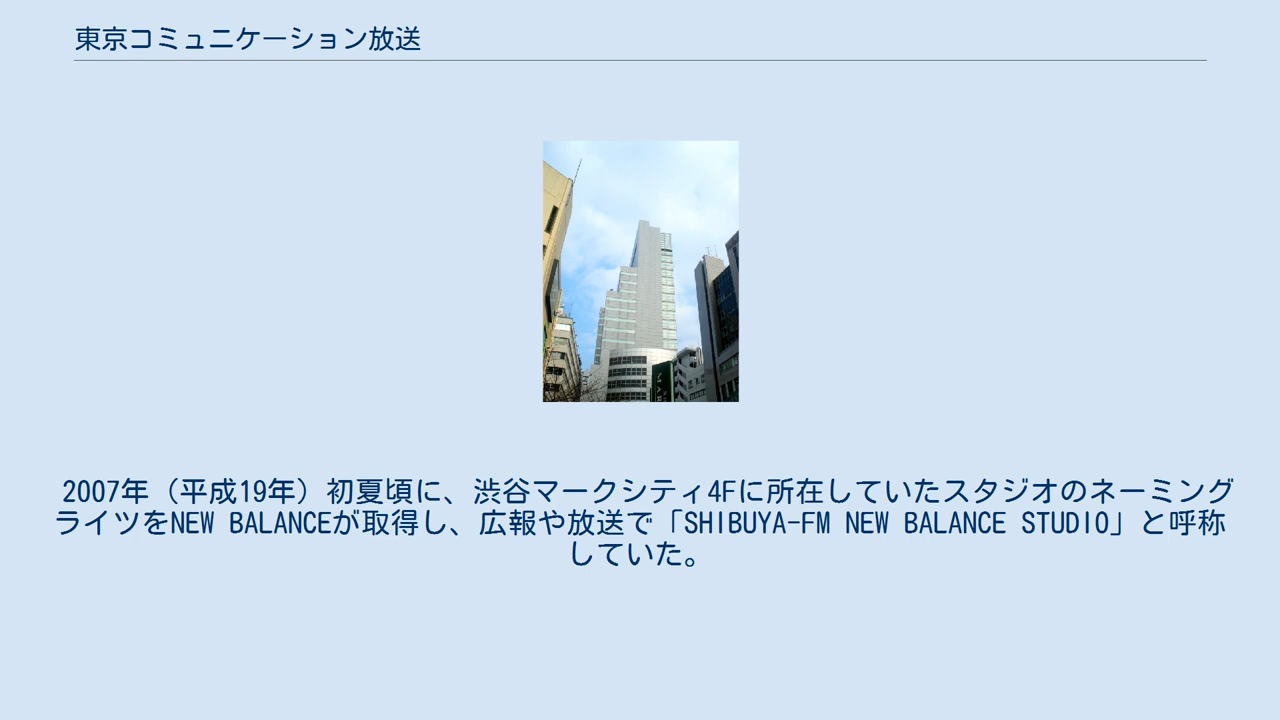 東京コミュニケーション放送
2007年（平成19年）初夏頃に、渋谷マークシティ4Fに所在していたスタジオのネーミング
ライツをNEW BALANCEが取得し、広報や放送で「SHIBUYA-FM NEW BALANCE STUDIO」と呼称
していた。